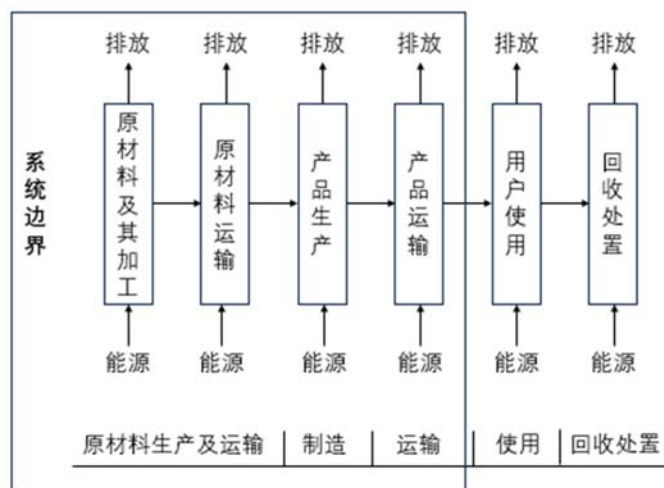 排放 排放 排放 排放 排放 排放
系统边界
原材料及其加工
原材料运输
产品生产
产品运输
用户使用
回收处置
能源 能源 能源 能源 能源 能源
原材料生产及运输 制造 运输 使用 回收处置